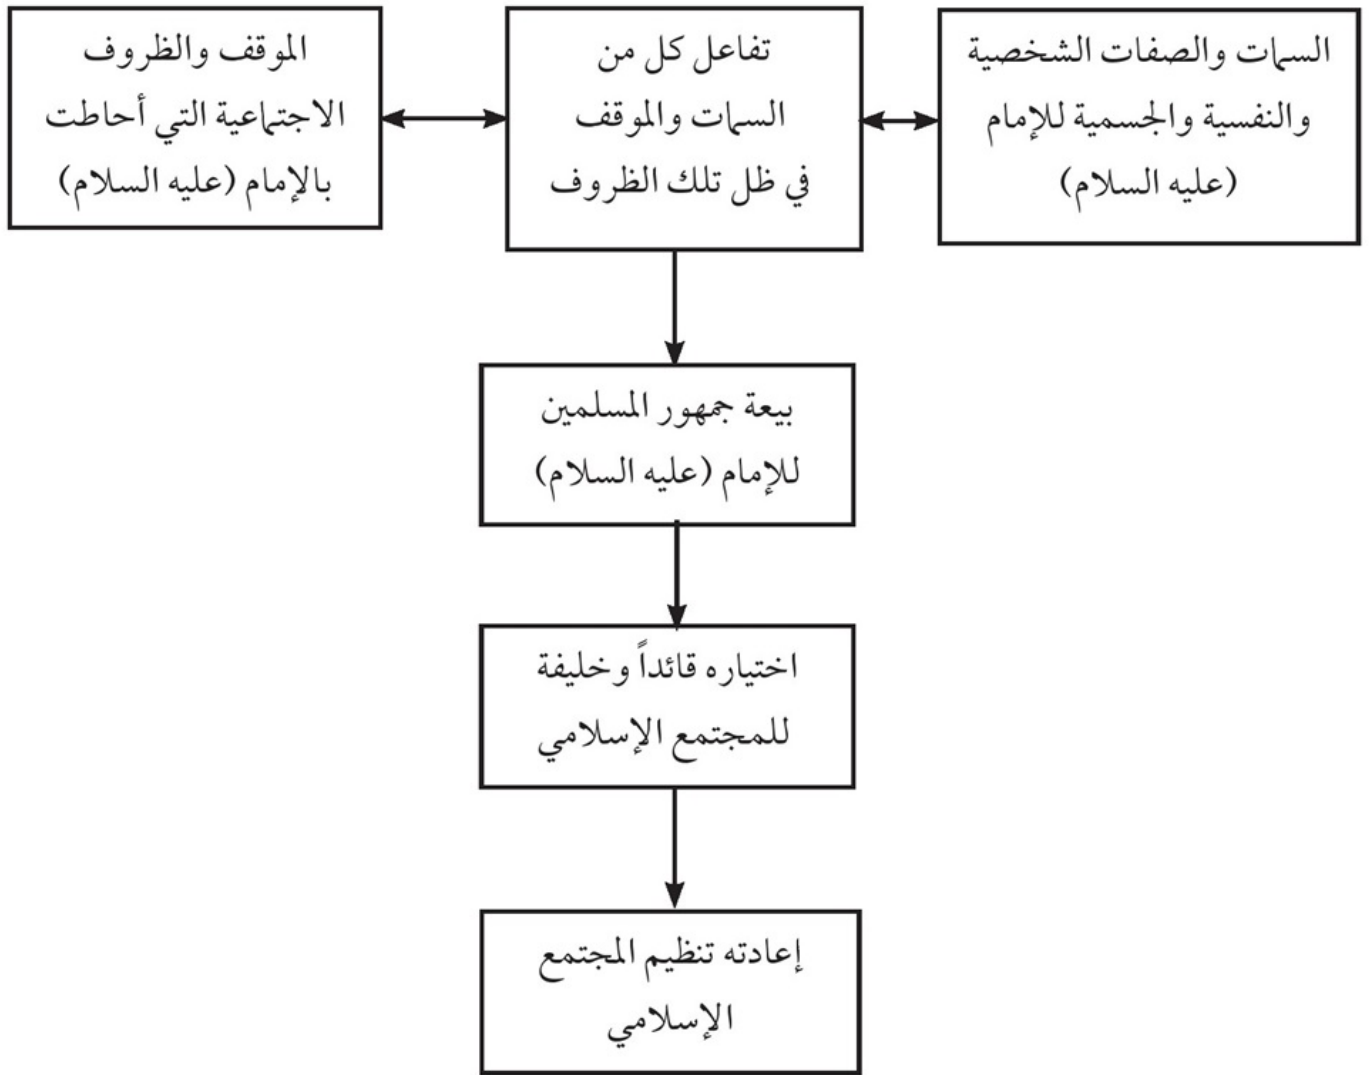 السمات والصفات الشخصية
والنفسية والجسمية للإمام
(عليه السلام)
تفاعل كل من
السمات والموقف
في ظل تلك الظروف
الموقف والظروف
الاجتماعية التي أحاطت
بالإمام (عليه السلام)
بيعة جمهور المسلمين
للإمام (عليه السلام)
اختياره قائداً وخليفة
للمجتمع الإسلامي
إعادته تنظيم المجتمع
الإسلامي